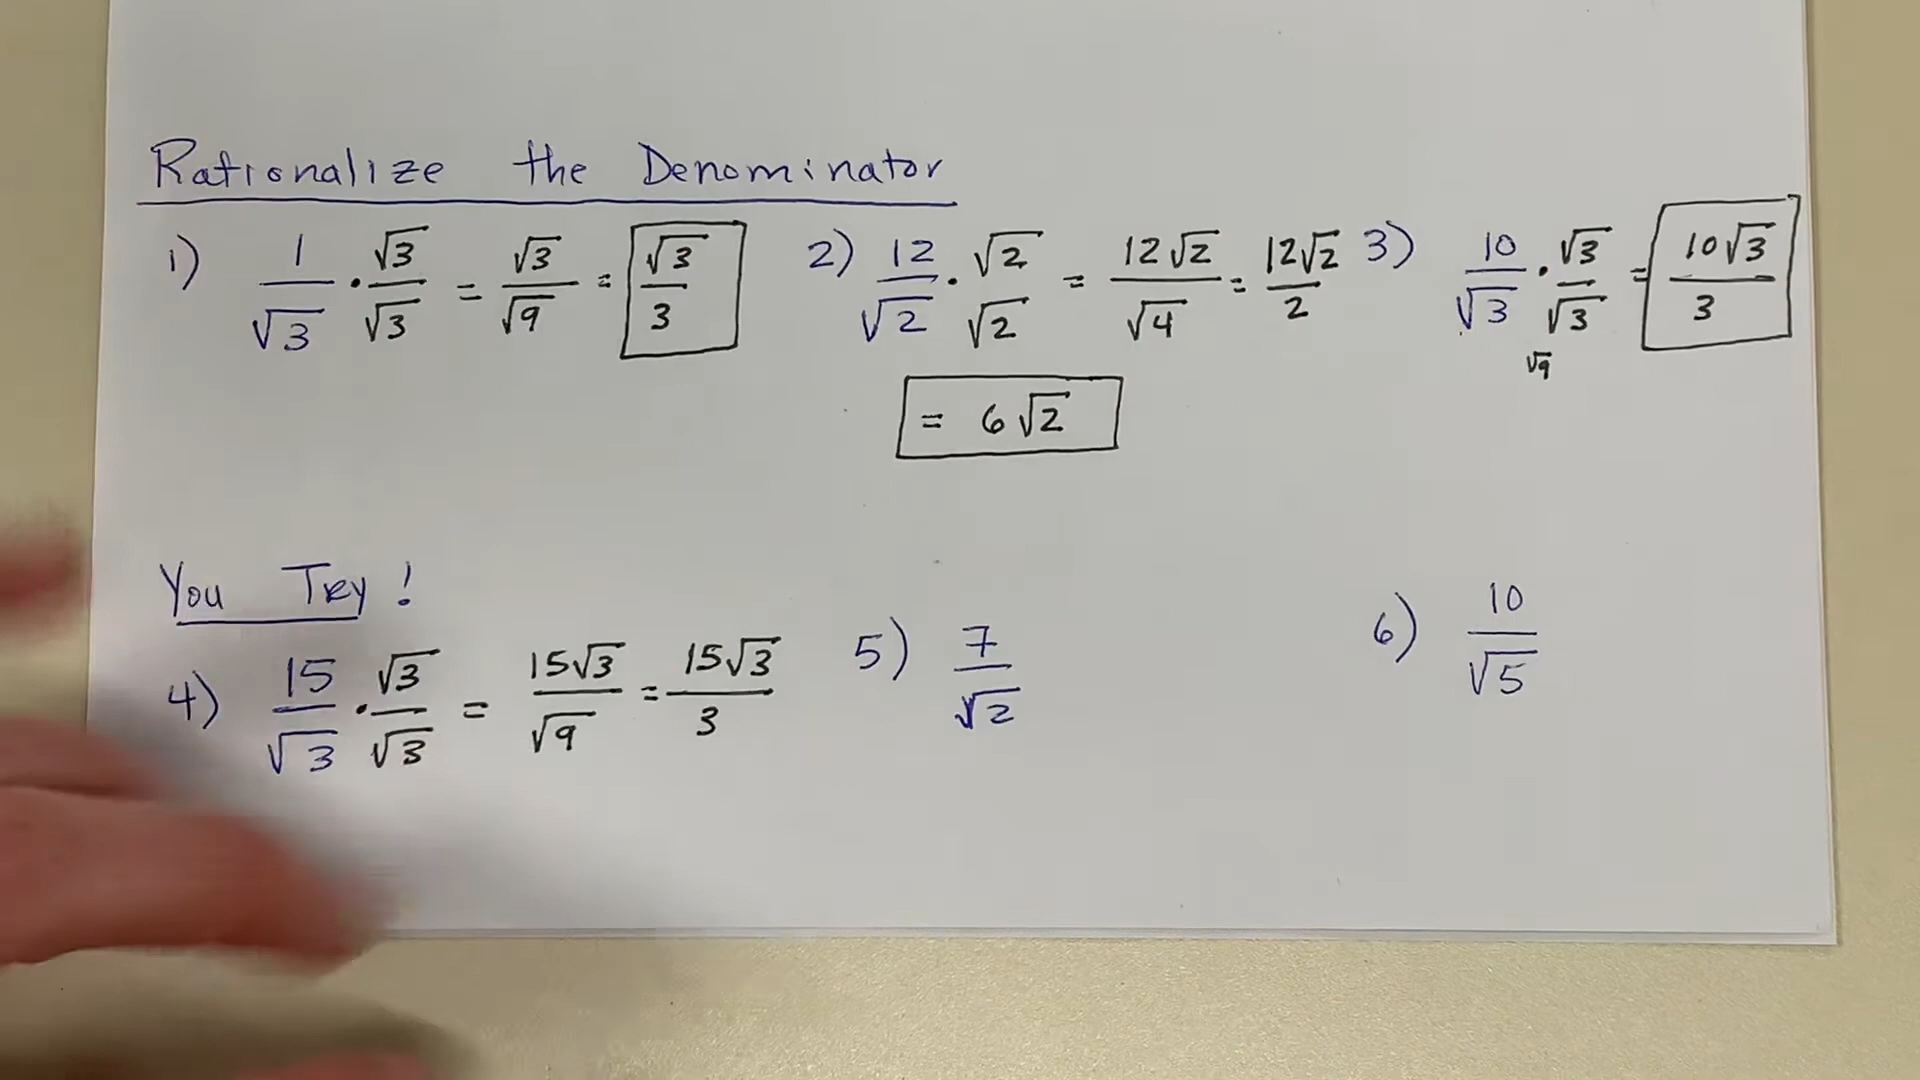 Rationalize the Denominator
1) 1/√3 · √3/√3 = √3/√9 = √3/3
2) 12/√2 · √2/√2 = 12√2/√4 = 12√2/2
= 6√2
3) 10/√3 · √3/√3 = 10√3/3
√9
You Try!
4) 15/√3 · √3/√3 = 15√3/√9 = 15√3/3
5) 7/√2
6) 10/√5